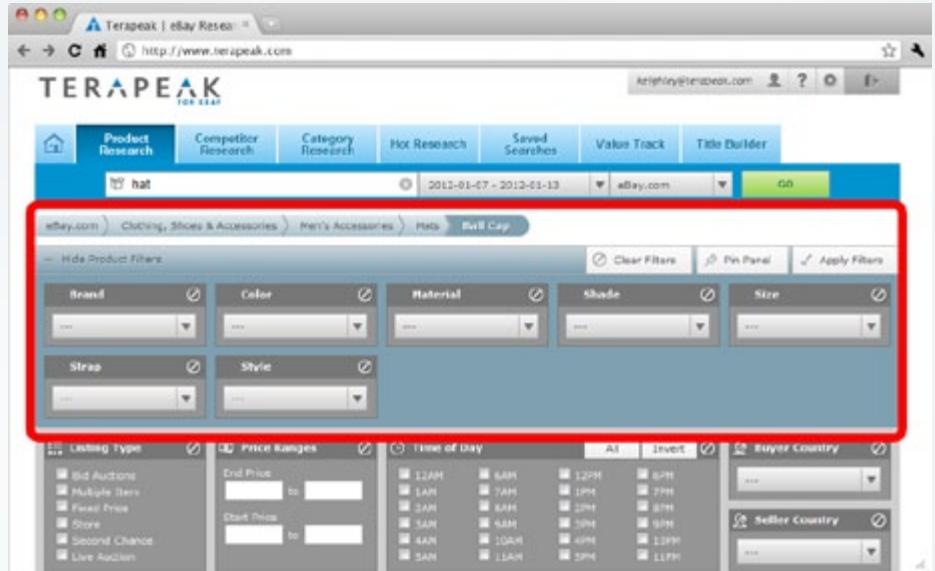 Terapeak | eBay Resear
http://www.terapeak.com
TERAPEAK
FOR EBAY
?
Product Research
Competitor Research
Category Research
Hot Research
Saved Searches
Value Track
Title Builder
hat
2012-01-07 - 2012-01-13
eBay.com
GO
eBay.com
Clothing, Shoes & Accessories
Men's Accessories
Hats
Ball Cap
Hide Product Filters
Clear Filters
Pin Panel
Apply Filters
Brand
Color
Material
Shade
Size
---
---
---
---
---
Strap
Style
---
---
Listing Type
Price Ranges
Time of Day
All
Invert
Buyer Country
Bid Auctions
Multiple Item
Fixed Price
Store
Second Chance
Live Auction
End Price
to
Start Price
to
12AM 6AM 12PM 6PM
1AM 7AM 1PM 7PM
2AM 8AM 2PM 8PM
3AM 9AM 3PM 9PM
4AM 10AM 4PM 10PM
5AM 11AM 5PM 11PM
---
Seller Country
---